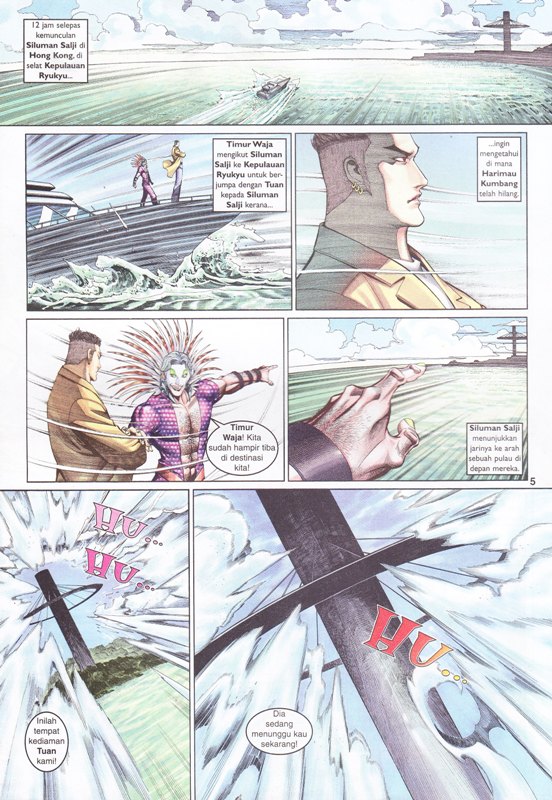 12 jam selepas
kemunculan
Siluman Salji di
Hong Kong, di
selat Kepulauan
Ryukyu...
Timur Waja
mengikut Siluman
Salji ke Kepulauan
Ryukyu untuk ber-
jumpa dengan Tuan
kepada Siluman
Salji kerana...
...ingin
mengetahui
di mana
Harimau
Kumbang
telah hilang.
Timur
Waja! Kita
sudah hampir tiba
di destinasi
kita!
Siluman Salji
menunjukkan
jarinya ke arah
sebuah pulau di
depan mereka.
5
HU...
HU...
Inilah
tempat
kediaman
Tuan
kami!
HU...
Dia
sedang
menunggu kau
sekarang!